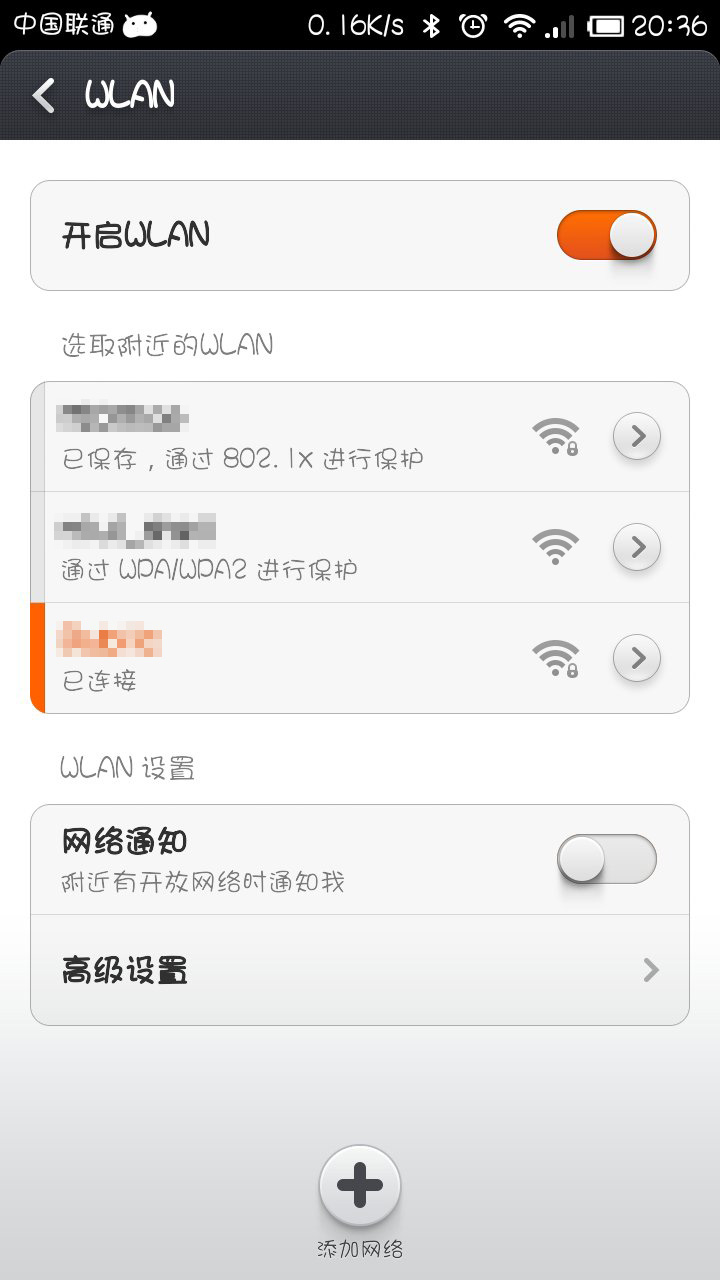 中国联通 0.16K/s 20:36
WLAN
开启WLAN
选取附近的WLAN
已保存，通过 802.1x 进行保护
通过 WPA/WPA2 进行保护
已连接
WLAN 设置
网络通知
附近有开放网络时通知我
高级设置
添加网络